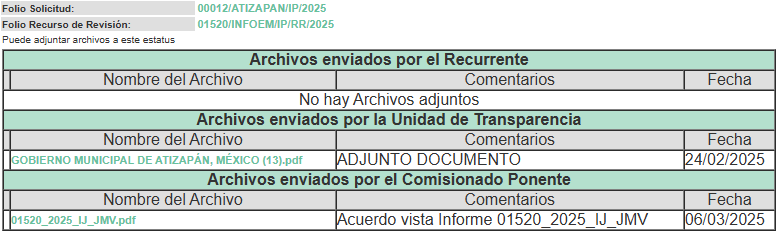 Folio Solicitud: 00012/ATIZAPAN/IP/2025
Folio Recurso de Revisión: 01520/INFOEM/IP/RR/2025
Puede adjuntar archivos a este estatus
Archivos enviados por el Recurrente
Nombre del Archivo Comentarios Fecha
No hay Archivos adjuntos
Archivos enviados por la Unidad de Transparencia
Nombre del Archivo Comentarios Fecha
GOBIERNO MUNICIPAL DE ATIZAPÁN, MÉXICO (13).pdf ADJUNTO DOCUMENTO 24/02/2025
Archivos enviados por el Comisionado Ponente
Nombre del Archivo Comentarios Fecha
01520_2025_IJ_JMV.pdf Acuerdo vista Informe 01520_2025_IJ_JMV 06/03/2025